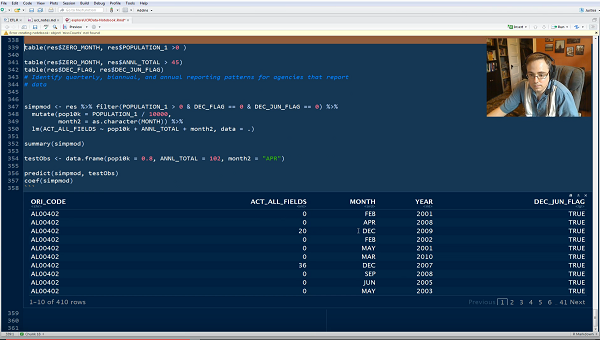 File Edit Code View Plots Session Build Debug Profile Tools Help
Addins
Preview
Insert Run
338
339 table(res$ZERO_MONTH, res$POPULATION_1 >0 )
340
341 table(res$ZERO_MONTH, res$ANNL_TOTAL > 45)
342 table(res$DEC_FLAG, res$DEC_JUN_FLAG)
343 # Identify quarterly, biannual, and annual reporting patterns for agencies that report
344 # data
345
346
347 simpmod <- res %>% filter(POPULATION_1 > 0 & DEC_FLAG == 0 & DEC_JUN_FLAG == 0) %>%
348 mutate(pop10k = POPULATION_1 / 10000,
349 month2 = as.character(MONTH)) %>%
350 lm(ACT_ALL_FIELDS ~ pop10k + ANNL_TOTAL + month2, data = .)
351
352 summary(simpmod)
353
354 testObs <- data.frame(pop10k = 0.8, ANNL_TOTAL = 102, month2 = "APR")
355
356 predict(simpmod, testObs)
357 coef(simpmod)
358 ```
ORI_CODE ACT_ALL_FIELDS MONTH YEAR DEC_JUN_FLAG
AL00402 0 FEB 2001 TRUE
AL00402 0 APR 2008 TRUE
AL00402 20 DEC 2009 TRUE
AL00402 0 FEB 2002 TRUE
AL00402 0 MAY 2001 TRUE
AL00402 0 MAR 2010 TRUE
AL00402 36 DEC 2007 TRUE
AL00402 0 SEP 2008 TRUE
AL00402 0 JUN 2005 TRUE
AL00402 0 MAY 2003 TRUE
1-10 of 410 rows Previous 1 2 3 4 5 6 .. 41 Next
359
360
361